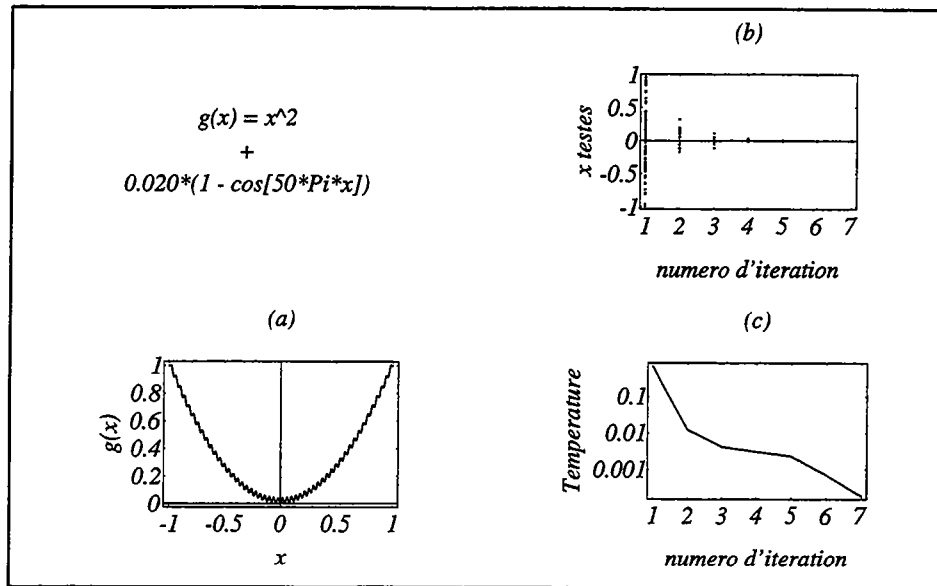 g(x) = x^2
+
0.020*(1 - cos[50*Pi*x])
(b)
x testes
1
0.5
0
-0.5
-1
1 2 3 4 5 6 7
numero d'iteration
(a)
g(x)
1
0.8
0.6
0.4
0.2
0
-1 -0.5 0 0.5 1
x
(c)
Temperature
0.1
0.01
0.001
1 2 3 4 5 6 7
numero d'iteration